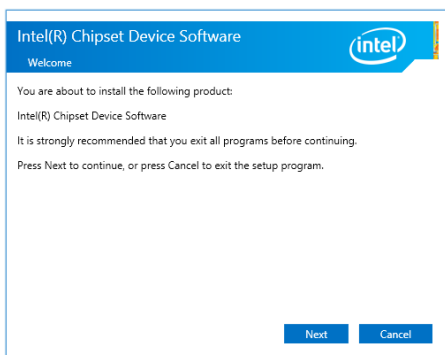 Intel(R) Chipset Device Software
Welcome
intel
You are about to install the following product:
Intel(R) Chipset Device Software
It is strongly recommended that you exit all programs before continuing.
Press Next to continue, or press Cancel to exit the setup program.
Next Cancel